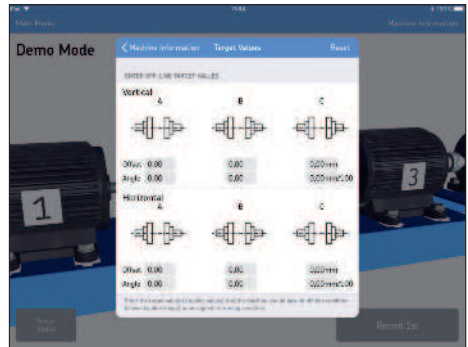 15:54
Main Menu
Machine information
Demo Mode
Machine information
Target Values
Reset
ENTER OFF-LINE TARGET VALUES
Vertical
A B C
Offset 0,00 0,00 0,00 mm
Angle 0,00 0,00 0,00 mm/100
Horizontal
A B C
Offset 0,00 0,00 0,00 mm
Angle 0,00 0,00 0,00 mm/100
1
3
Record 1st